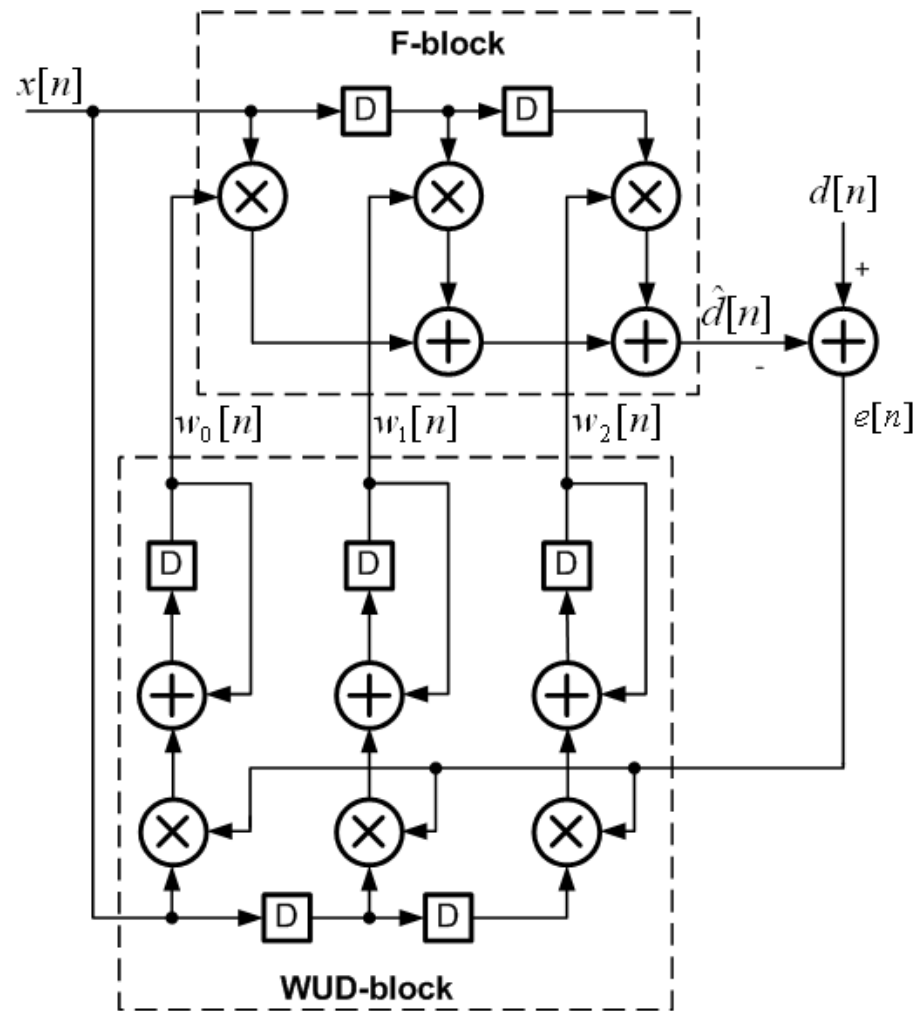 F-block
x[n]
D D
d[n]
+
d̂[n]
-
e[n]
w₀[n] w₁[n] w₂[n]
D D D
D D
WUD-block